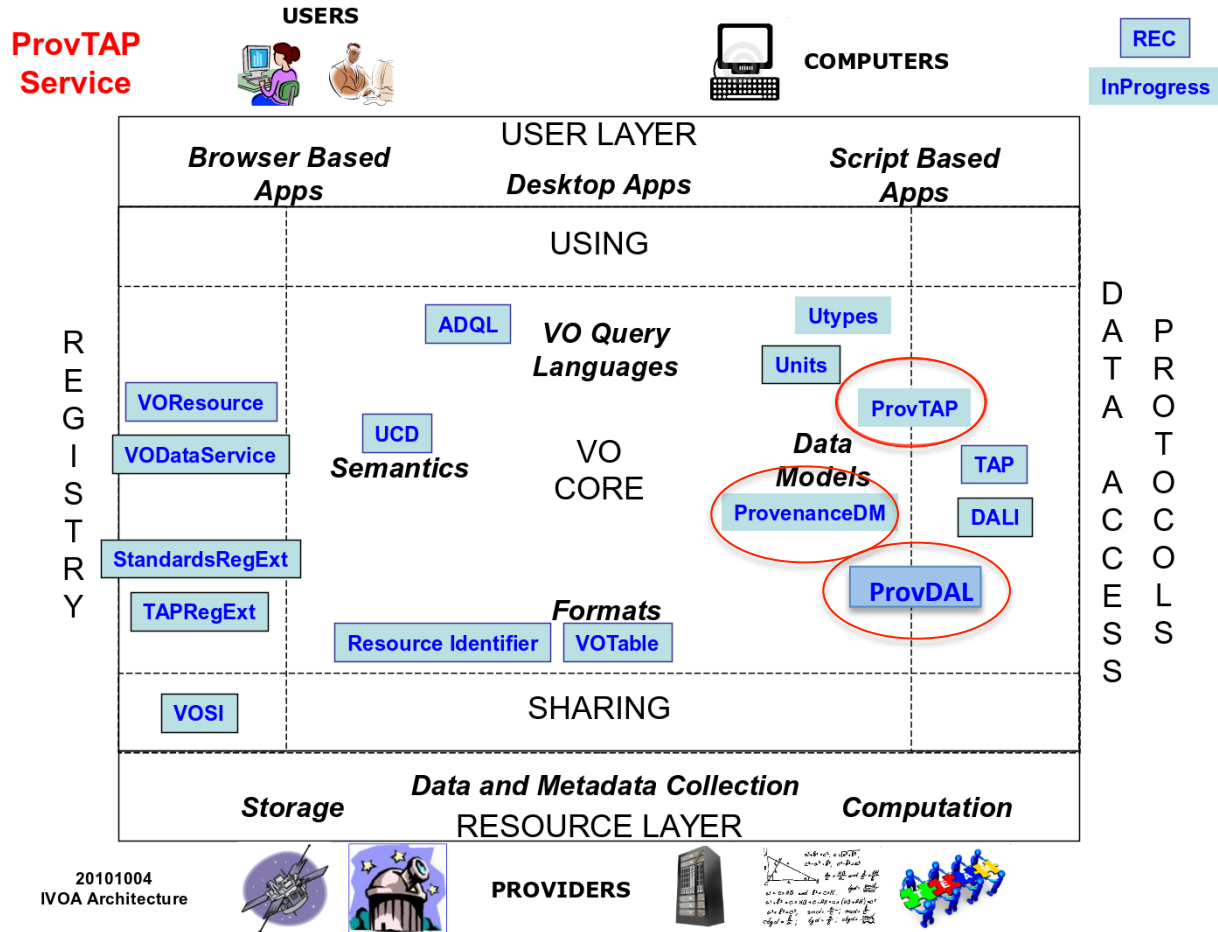 USERS
ProvTAP
Service
COMPUTERS
REC
InProgress
USER LAYER
Browser Based
Apps
Desktop Apps
Script Based
Apps
USING
REGISTRY
DATA ACCESS
PROTOCOLS
ADQL
VO Query
Languages
Utypes
Units
VOResource
ProvTAP
UCD
Semantics
VODataService
VO
CORE
Data
Models
TAP
ProvenanceDM
DALI
StandardsRegExt
ProvDAL
TAPRegExt
Formats
Resource Identifier
VOTable
VOSI
SHARING
Data and Metadata Collection
Storage
Computation
RESOURCE LAYER
20101004
IVOA Architecture
PROVIDERS